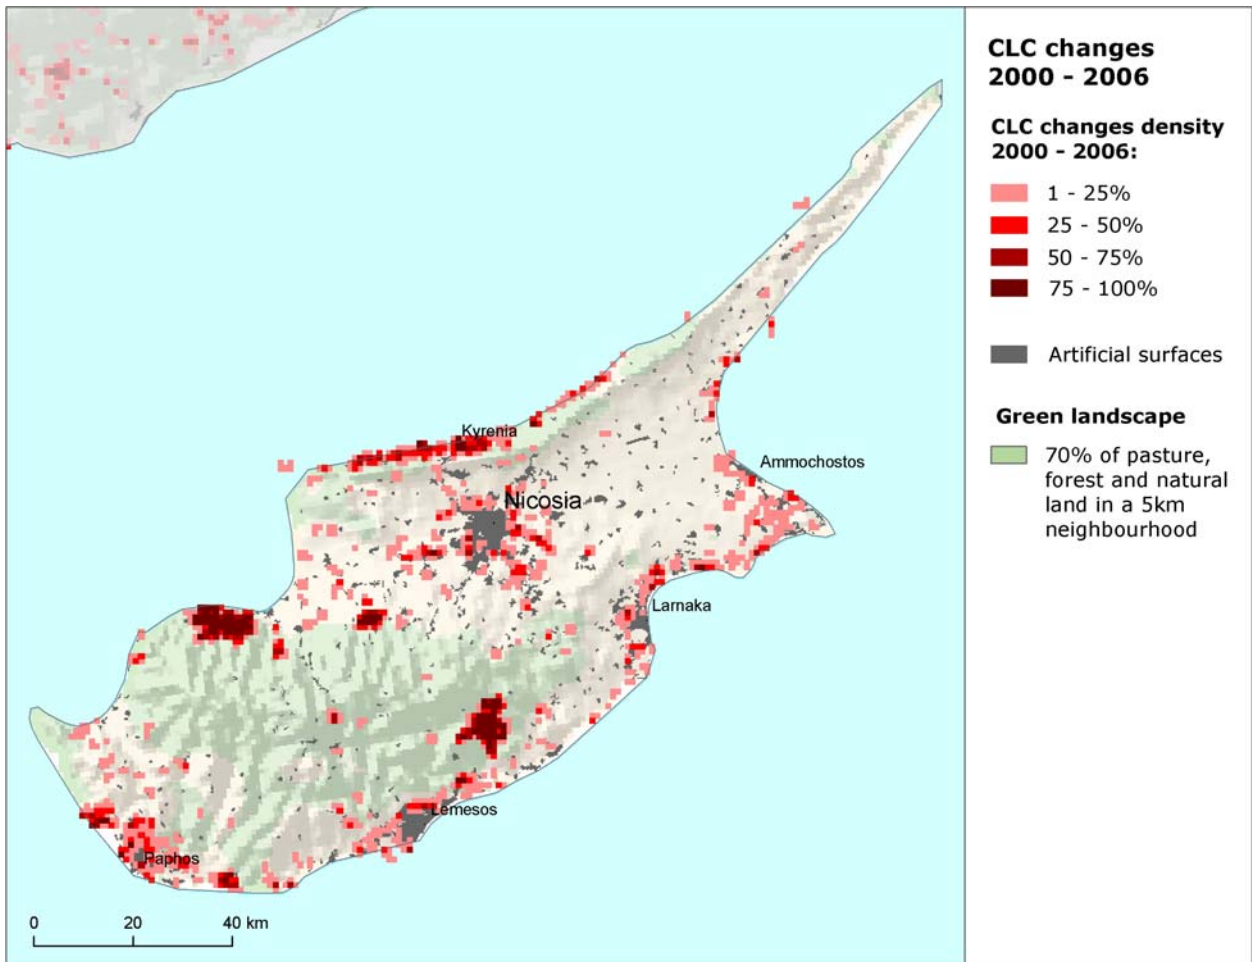 CLC changes
2000 - 2006
CLC changes density
2000 - 2006:
1 - 25%
25 - 50%
50 - 75%
75 - 100%
Artificial surfaces
Green landscape
70% of pasture,
forest and natural
land in a 5km
neighbourhood
Kyrenia
Ammochostos
Nicosia
Larnaka
Lemesos
Paphos
0 20 40 km